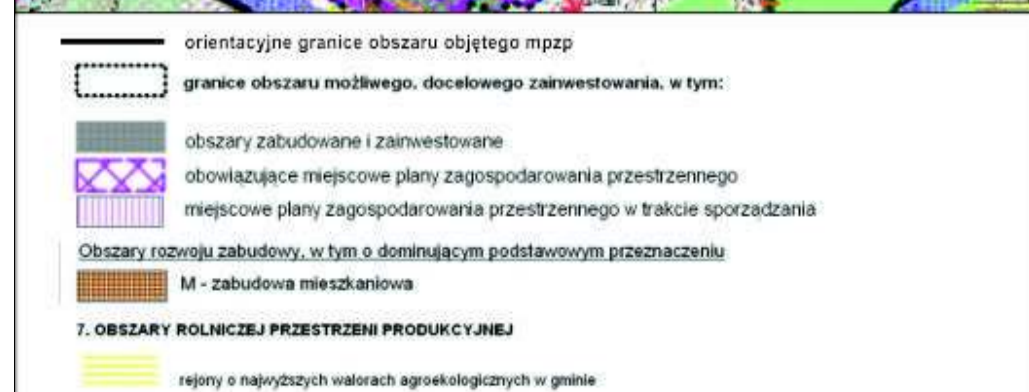 orientacyjne granice obszaru objętego mpzp
granice obszaru możliwego, docelowego zainwestowania, w tym:
obszary zabudowane i zainwestowane
obowiązujące miejscowe plany zagospodarowania przestrzennego
miejscowe plany zagospodarowania przestrzennego w trakcie sporządzania
Obszary rozwoju zabudowy, w tym o dominującym podstawowym przeznaczeniu
M - zabudowa mieszkaniowa
7. OBSZARY ROLNICZEJ PRZESTRZENI PRODUKCYJNEJ
rejony o najwyższych walorach agroekologicznych w gminie